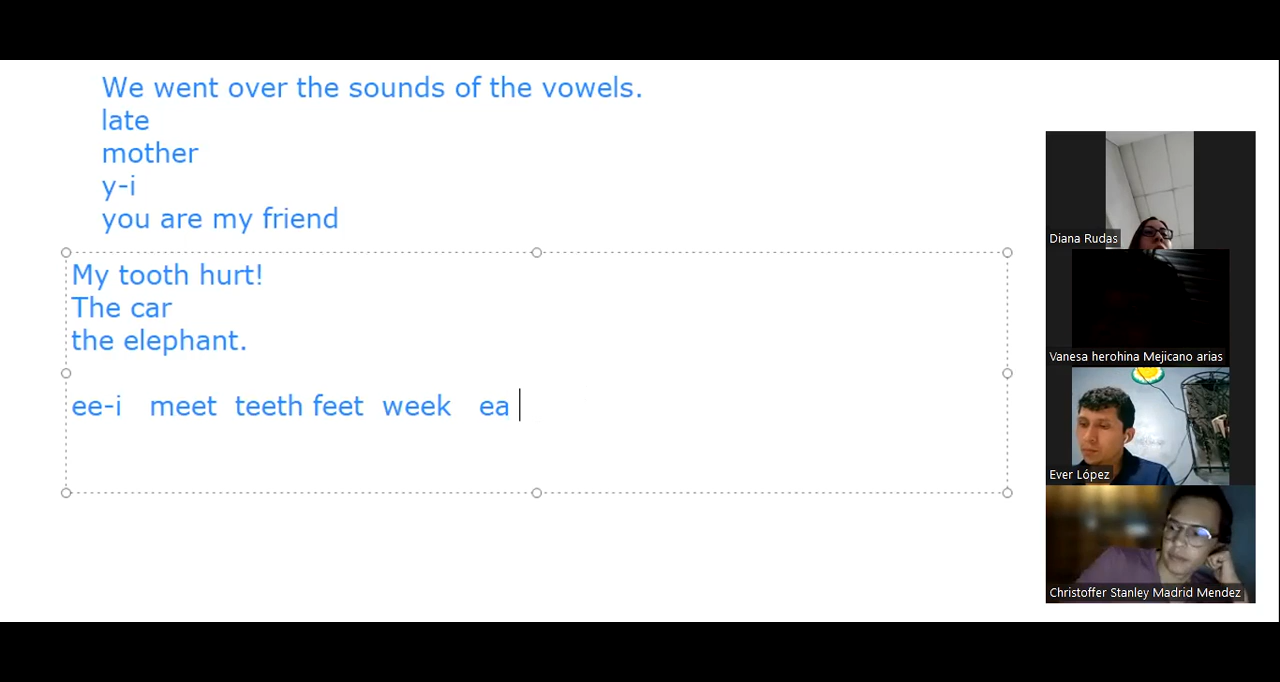 We went over the sounds of the vowels.
late
mother
y-i
you are my friend
My tooth hurt!
The car
the elephant.
ee-i meet teeth feet week ea
Diana Rudas
Vanesa herohina Mejicano arias
Ever López
Christoffer Stanley Madrid Mendez